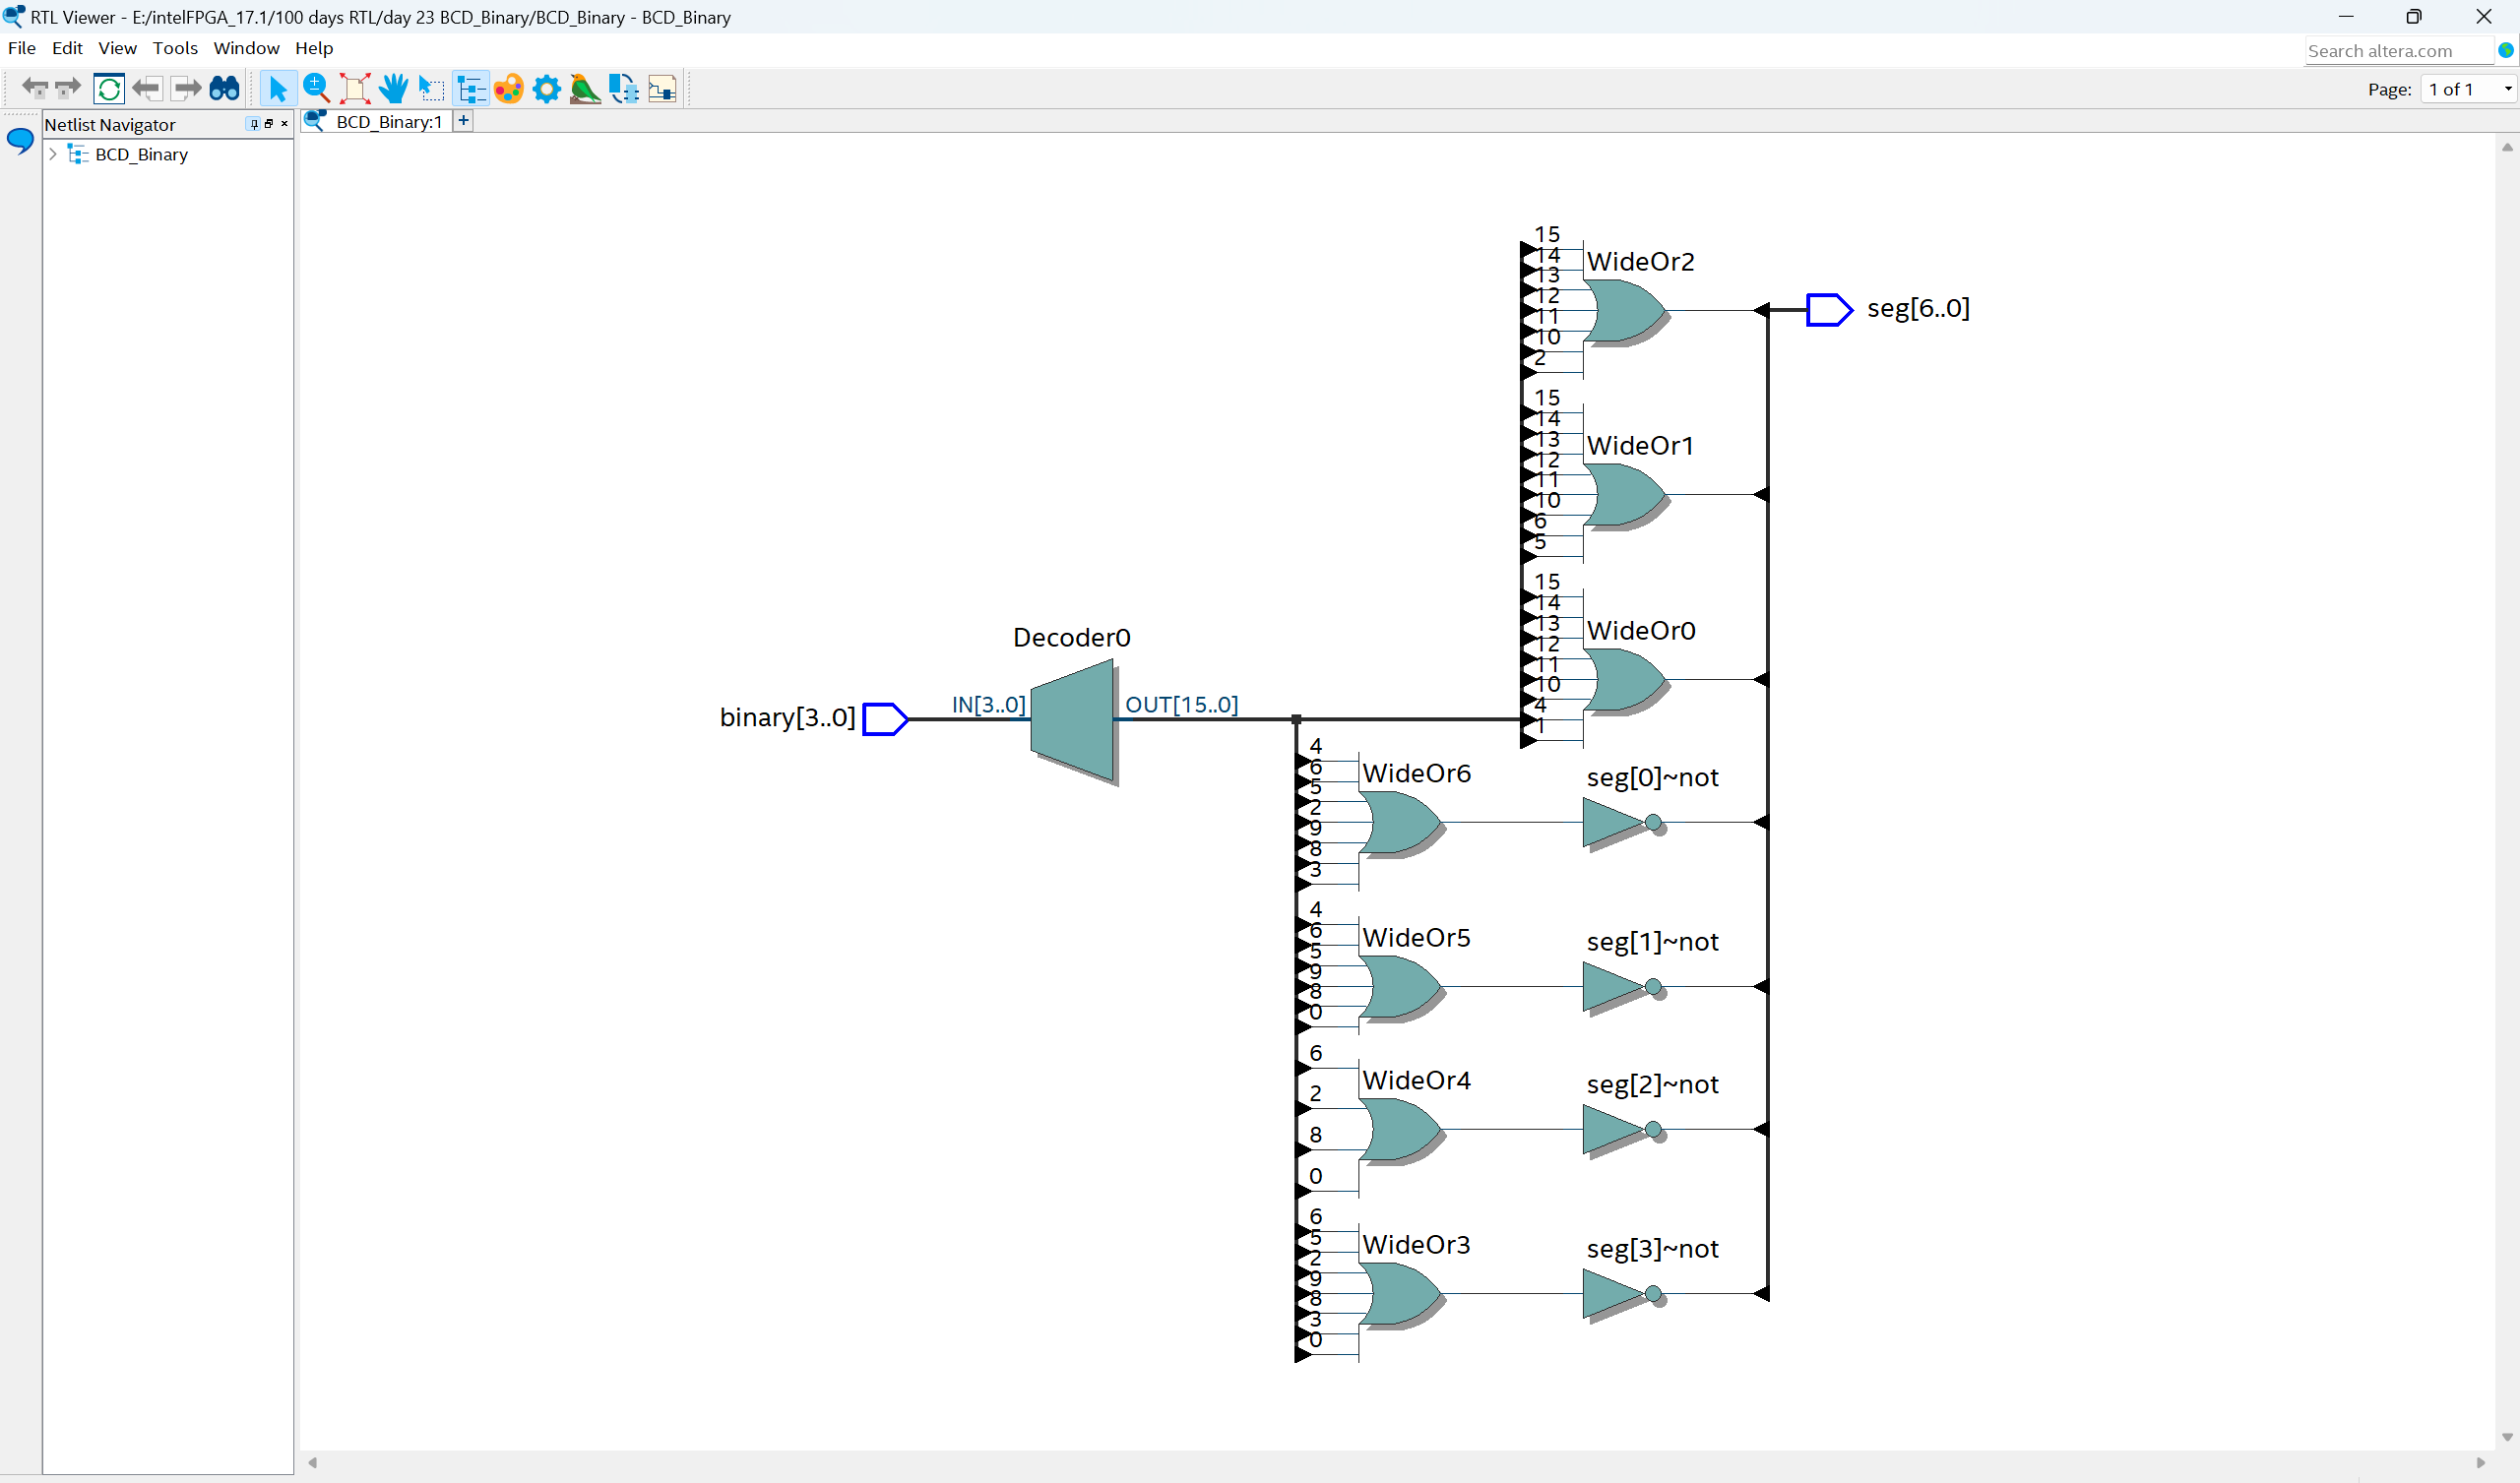 RTL Viewer - E:/intelFPGA_17.1/100 days RTL/day 23 BCD_Binary/BCD_Binary - BCD_Binary
File Edit View Tools Window Help
Search altera.com
Page: 1 of 1
Netlist Navigator
BCD_Binary:1
BCD_Binary
15
14
13
12
11
10
2
WideOr2
seg[6..0]
15
14
13
12
11
10
6
5
WideOr1
15
14
13
12
11
10
4
1
WideOr0
Decoder0
binary[3..0]
IN[3..0]
OUT[15..0]
4
6
5
2
9
8
3
WideOr6
seg[0]~not
4
6
5
9
8
0
WideOr5
seg[1]~not
6
2
8
0
WideOr4
seg[2]~not
6
5
2
9
8
3
0
WideOr3
seg[3]~not